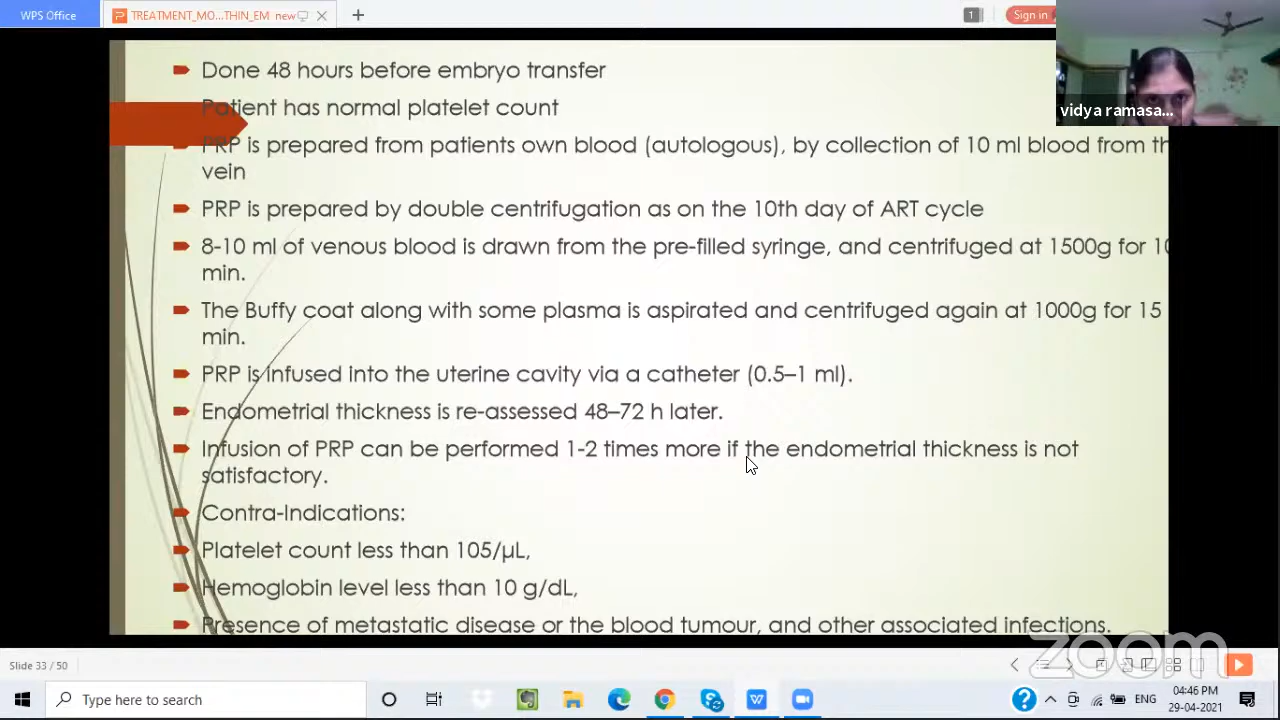 WPS Office
TREATMENT_MO...THIN_EM new
1
Sign in
Done 48 hours before embryo transfer
Patient has normal platelet count
vidya ramasa...
PRP is prepared from patients own blood (autologous), by collection of 10 ml blood from th
vein
PRP is prepared by double centrifugation as on the 10th day of ART cycle
8-10 ml of venous blood is drawn from the pre-filled syringe, and centrifuged at 1500g for 10
min.
The Buffy coat along with some plasma is aspirated and centrifuged again at 1000g for 15
min.
PRP is infused into the uterine cavity via a catheter (0.5–1 ml).
Endometrial thickness is re-assessed 48–72 h later.
Infusion of PRP can be performed 1-2 times more if the endometrial thickness is not
satisfactory.
Contra-Indications:
Platelet count less than 105/µL,
Hemoglobin level less than 10 g/dL,
Presence of metastatic disease or the blood tumour, and other associated infections.
zoom
Slide 33 / 50
Type here to search
ENG
04:46 PM
29-04-2021